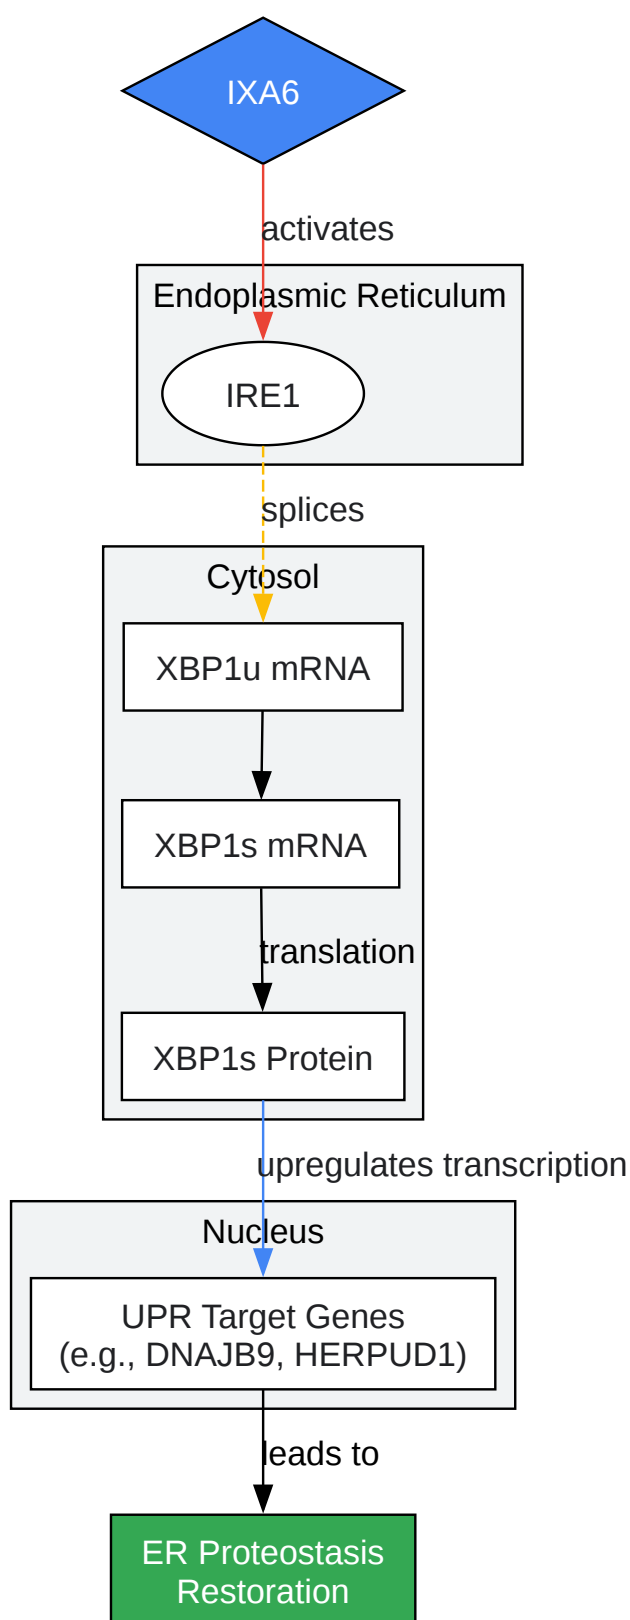 IXA6
activates
Endoplasmic Reticulum
IRE1
splices
Cytosol
XBP1u mRNA
XBP1s mRNA
translation
XBP1s Protein
upregulates transcription
Nucleus
UPR Target Genes
(e.g., DNAJB9, HERPUD1)
leads to
ER Proteostasis
Restoration